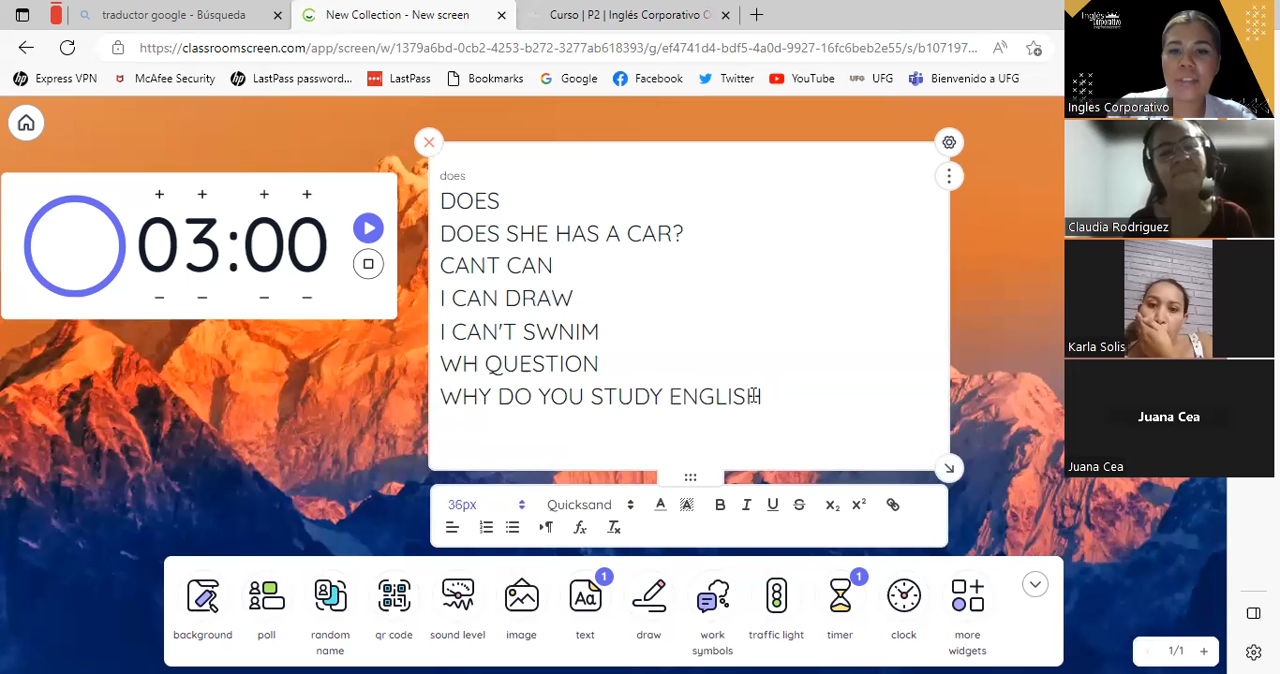 traductor google - Búsqueda
New Collection - New screen
Curso | P2 | Inglés Corporativo O
https://classroomscreen.com/app/screen/w/1379a6bd-0cb2-4253-b272-3277ab618393/g/ef4741d4-bdf5-4a0d-9927-16fc6beb2e55/s/b107197...
Express VPN
McAfee Security
LastPass password...
LastPass
Bookmarks
Google
Facebook
Twitter
YouTube
UFG
Bienvenido a UFG
03:00
does
DOES
DOES SHE HAS A CAR?
CANT CAN
I CAN DRAW
I CAN'T SWNIM
WH QUESTION
WHY DO YOU STUDY ENGLISH
36px
Quicksand
background
poll
random name
qr code
sound level
image
1
text
draw
work symbols
traffic light
1
timer
clock
more widgets
1/1
Inglés Corporativo
Ingles Corporativo
Claudia Rodriguez
Karla Solis
Juana Cea
Juana Cea